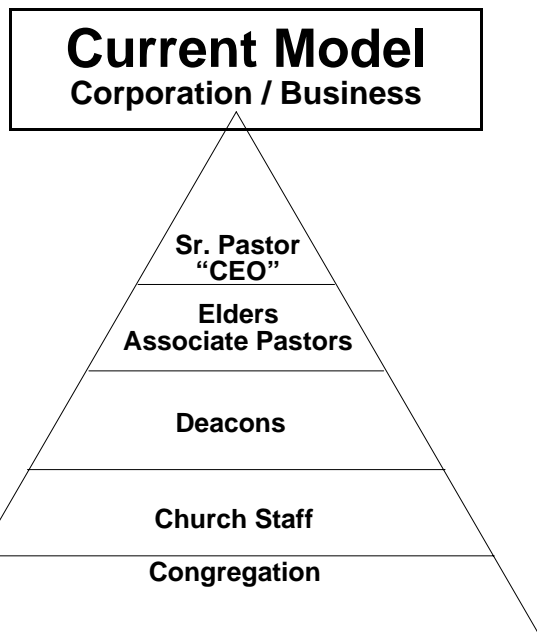 Current Model
Corporation / Business
Sr. Pastor
“CEO”
Elders
Associate Pastors
Deacons
Church Staff
Congregation